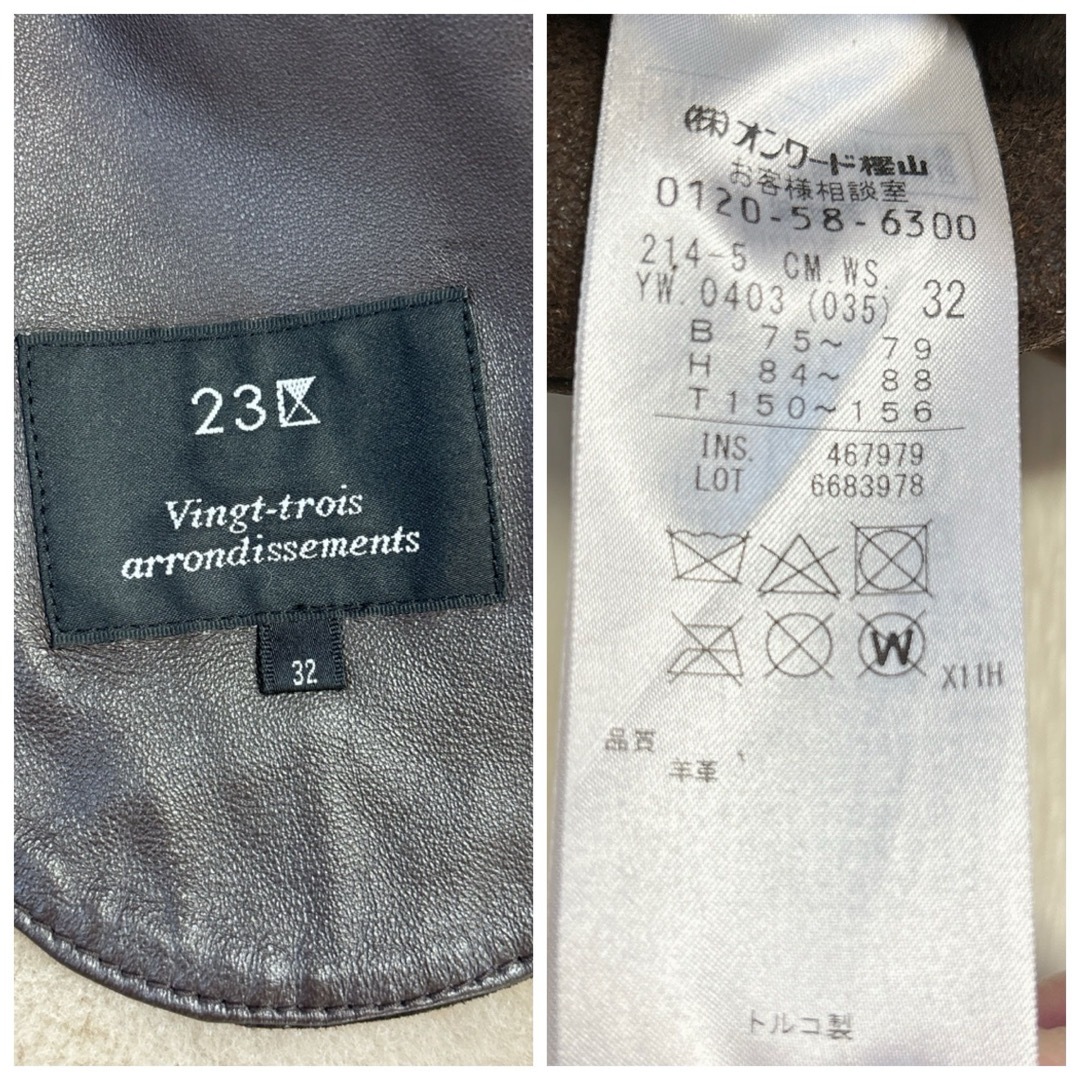 23区
Vingt-trois
arrondissements
32
(株)オンワード樫山
お客様相談室
0120-58-6300
214-5 CM.WS.
YW.0403 (035) 32
B 75~79
H 84~88
T 150~156
INS. 467979
LOT 6683978
W
X11H
品質
羊革
トルコ製